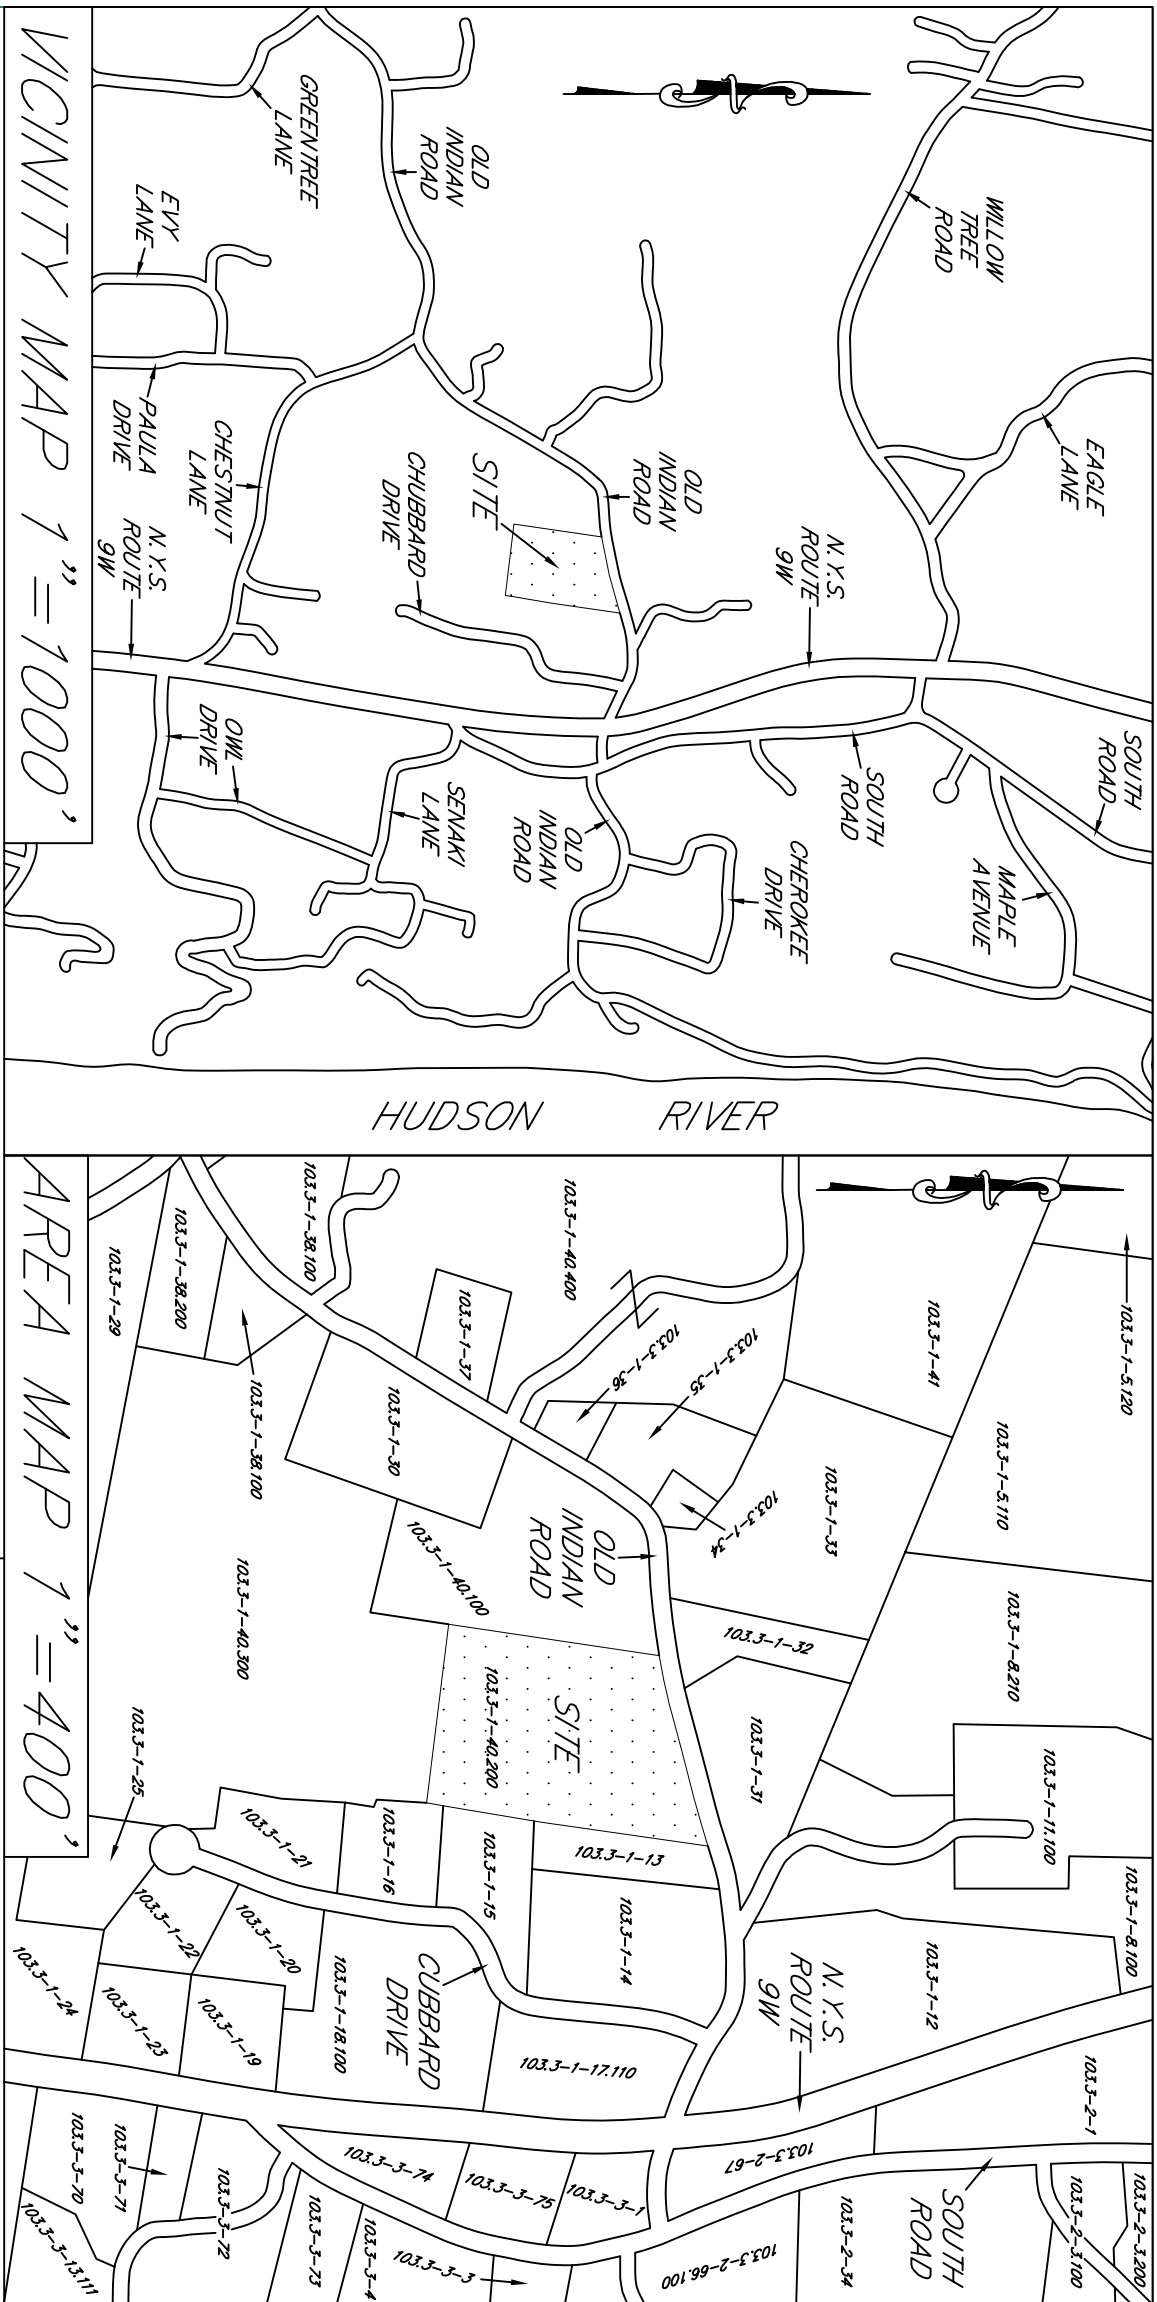 WILLOW
TREE
ROAD
EAGLE
LANE
OLD
INDIAN
ROAD
GREENTREE
LANE
EVY
LANE
PAULA
DRIVE
CHESTNUT
LANE
N.Y.S.
ROUTE
9W
CHUBBARD
DRIVE
SITE
OLD
INDIAN
ROAD
N.Y.S.
ROUTE
9W
SOUTH
ROAD
SOUTH
ROAD
MAPLE
AVENUE
CHEROKEE
DRIVE
OLD
INDIAN
ROAD
SENAKI
LANE
OWL
DRIVE
HUDSON RIVER
VICINITY MAP 1"=1000'
103.3-1-5.120
103.3-1-41
103.3-1-5.110
103.3-1-40.400
103.3-1-38.100
103.3-1-38.200
103.3-1-29
103.3-1-37
103.3-1-36
103.3-1-35
103.3-1-34
103.3-1-33
103.3-1-30
103.3-1-38.100
103.3-1-40.100
103.3-1-40.300
OLD
INDIAN
ROAD
103.3-1-32
103.3-1-8.210
103.3-1-31
103.3-1-11.100
SITE
103.3-1-40.200
103.3-1-25
103.3-1-21
103.3-1-16
103.3-1-15
103.3-1-13
103.3-1-14
103.3-1-8.100
103.3-1-12
103.3-1-22
103.3-1-20
103.3-1-24
103.3-1-23
103.3-1-19
103.3-1-18.100
CUBBARD
DRIVE
103.3-1-17.110
N.Y.S.
ROUTE
9W
103.3-2-1
103.3-2-67
103.3-3-74
103.3-3-75
103.3-3-1
103.3-3-70
103.3-3-71
103.3-3-72
103.3-3-73
103.3-3-4
103.3-3-3
103.3-3-13.111
103.3-2-66.100
103.3-2-34
SOUTH
ROAD
103.3-2-3.100
103.3-2-3.200
AREA MAP 1"=400'